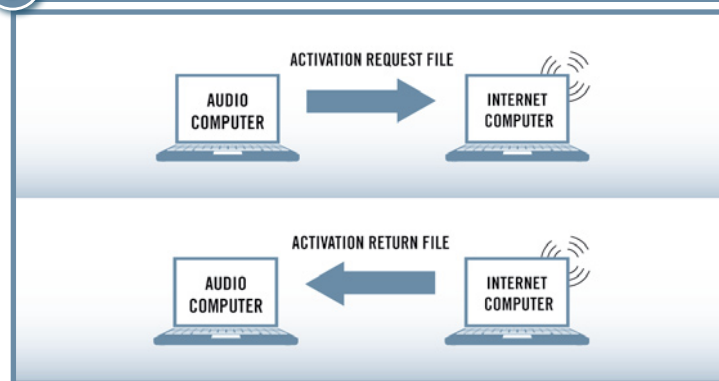 ACTIVATION REQUEST FILE
AUDIO
COMPUTER
INTERNET
COMPUTER
ACTIVATION RETURN FILE
AUDIO
COMPUTER
INTERNET
COMPUTER